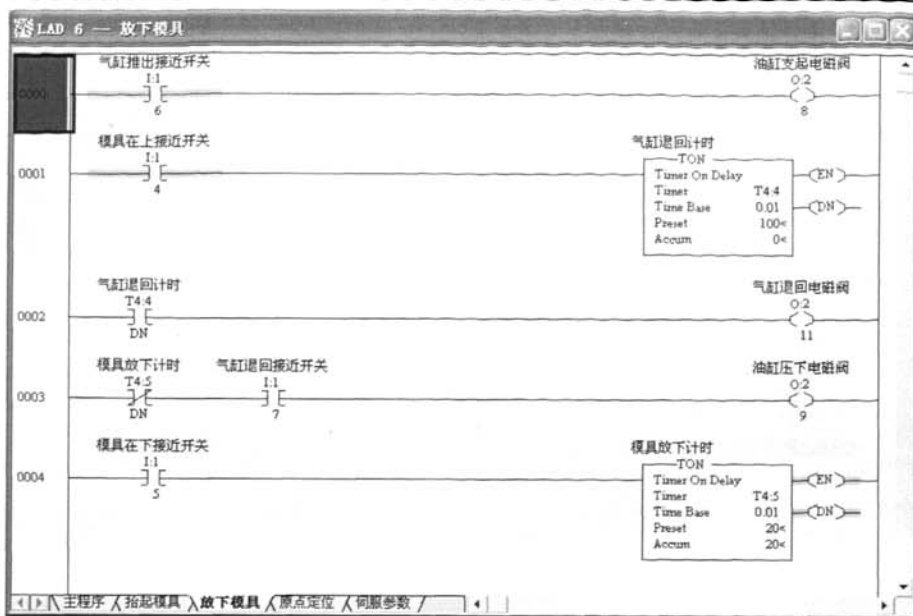 LAD 6 — 放下模具
气缸推出接近开关 油缸支起电磁阀
I:1 O:2
0000
6 8
模具在上接近开关 气缸退回计时
I:1 TON
0001 Timer On Delay EN
4 Timer T4:4
Time Base 0.01 DN
Preset 100<
Accum 0<
气缸退回计时 气缸退回电磁阀
T4:4 O:2
0002
DN 11
模具放下计时 气缸退回接近开关 油缸压下电磁阀
T4:5 I:1 O:2
0003
DN 7 9
模具在下接近开关 模具放下计时
I:1 TON
0004 Timer On Delay EN
5 Timer T4:5
Time Base 0.01 DN
Preset 20<
Accum 20<
主程序 抬起模具 放下模具 原点定位 伺服参数